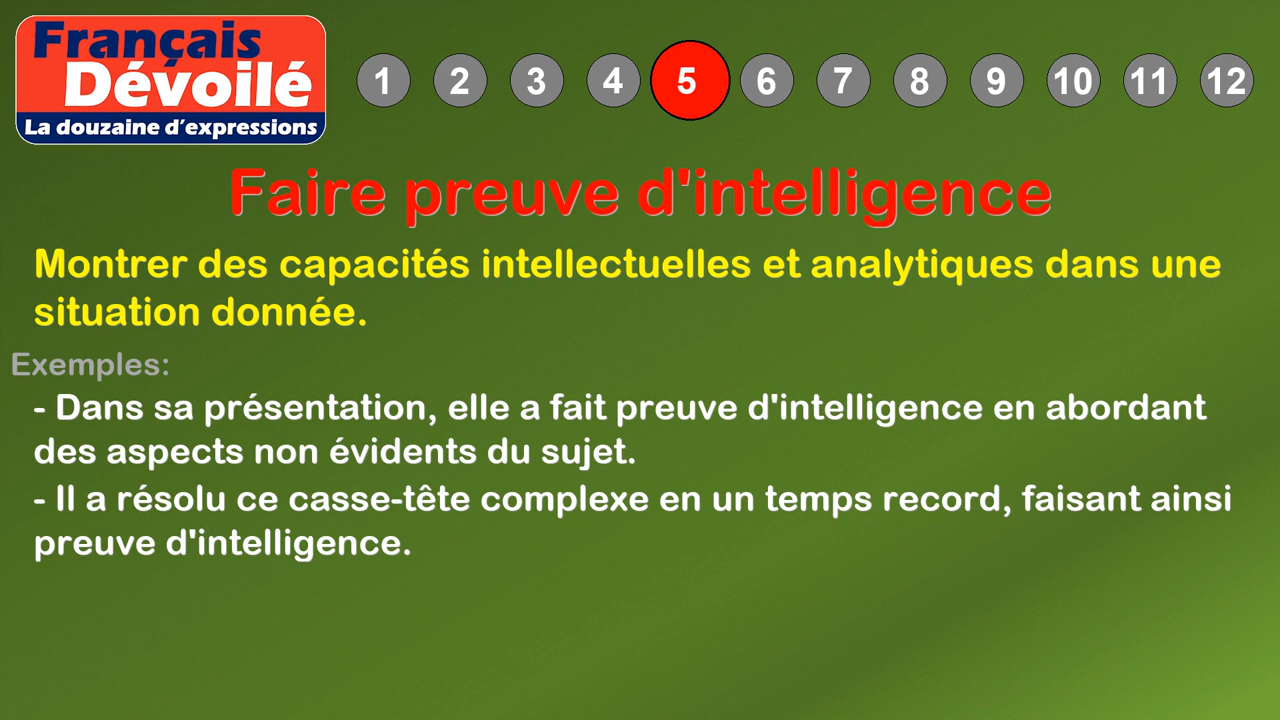 Français
Dévoilé
La douzaine d'expressions
1 2 3 4 5 6 7 8 9 10 11 12
Faire preuve d'intelligence
Montrer des capacités intellectuelles et analytiques dans une
situation donnée.
Exemples:
- Dans sa présentation, elle a fait preuve d'intelligence en abordant
des aspects non évidents du sujet.
- Il a résolu ce casse-tête complexe en un temps record, faisant ainsi
preuve d'intelligence.